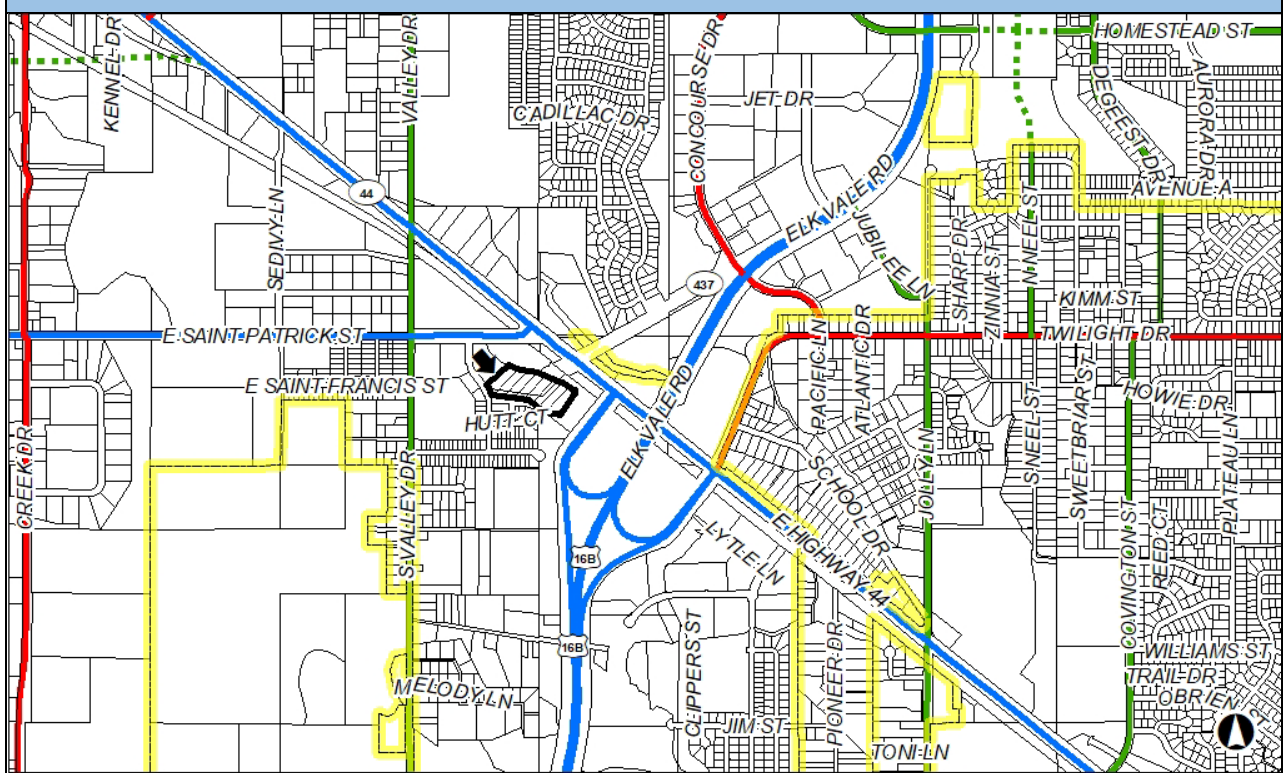 KENNEL DR
VALLEY DR
CONCOURSE DR
HOMESTEAD ST
CADILLAC DR
JET DR
DEGEEST DR
AURORA DR
44
ELK VALE RD
AVENUE A
SEDIVY LN
JUBILEE LN
SHARP DR
ZINNIA ST
N NEEL ST
437
KIMM ST
E SAINT PATRICK ST
PACIFIC LN
ATLANTIC DR
TWILIGHT DR
E SAINT FRANCIS ST
HUTT CT
ELK VALE RD
HOWIE DR
CREEK DR
S VALLEY DR
SCHOOL DR
JOLLY LN
S NEEL ST
SWEETBRIAR ST
PLATEAU LN
16B
LYTLE LN
E HIGHWAY 44
COVINGTON ST
REED CT
16B
CLIPPERS ST
PIONEER DR
WILLIAMS ST
TRAIL DR
OBRIEN CT
MELODY LN
JIM ST
TONI LN